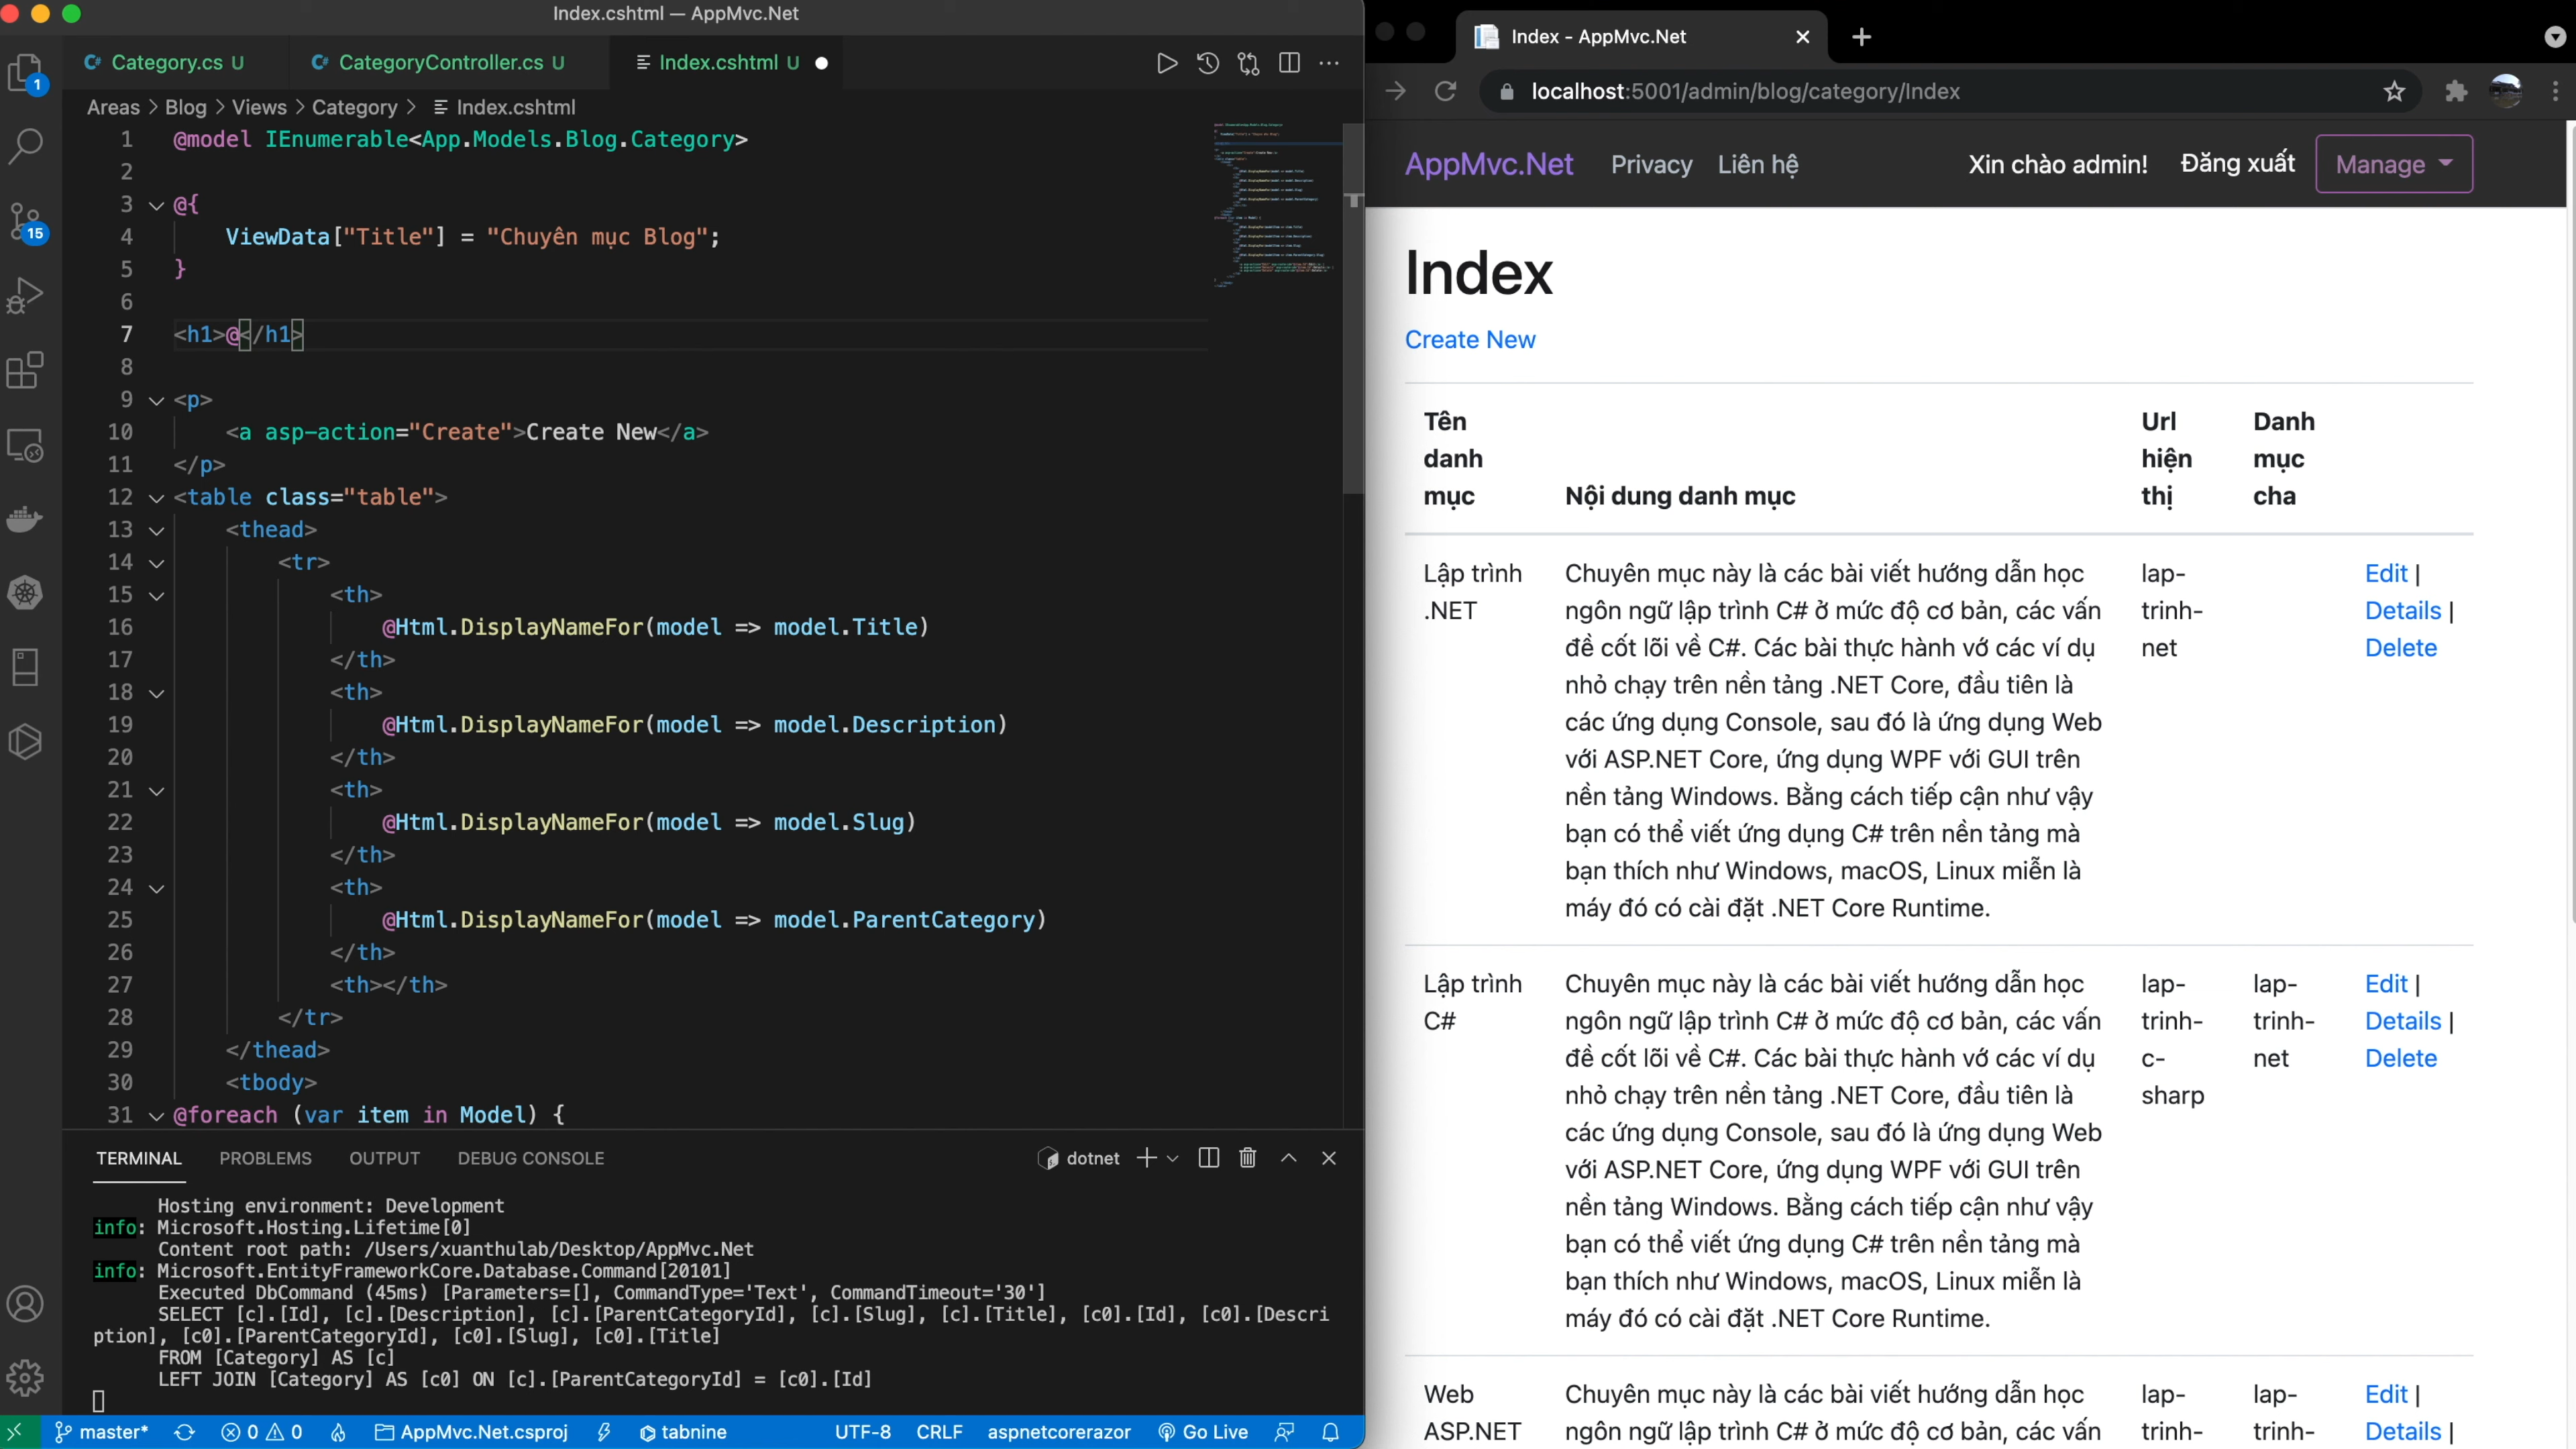 Index.cshtml — AppMvc.Net
Category.cs U
CategoryController.cs U
Index.cshtml U
Areas > Blog > Views > Category > Index.cshtml
1
15
1 @model IEnumerable<App.Models.Blog.Category>
2
3 @{
4 ViewData["Title"] = "Chuyên mục Blog";
5 }
6
7 <h1>@</h1>
8
9 <p>
10 <a asp-action="Create">Create New</a>
11 </p>
12 <table class="table">
13 <thead>
14 <tr>
15 <th>
16 @Html.DisplayNameFor(model => model.Title)
17 </th>
18 <th>
19 @Html.DisplayNameFor(model => model.Description)
20 </th>
21 <th>
22 @Html.DisplayNameFor(model => model.Slug)
23 </th>
24 <th>
25 @Html.DisplayNameFor(model => model.ParentCategory)
26 </th>
27 <th></th>
28 </tr>
29 </thead>
30 <tbody>
31 @foreach (var item in Model) {
TERMINAL PROBLEMS OUTPUT DEBUG CONSOLE
dotnet
Hosting environment: Development
info: Microsoft.Hosting.Lifetime[0]
Content root path: /Users/xuanthulab/Desktop/AppMvc.Net
info: Microsoft.EntityFrameworkCore.Database.Command[20101]
Executed DbCommand (45ms) [Parameters=[], CommandType='Text', CommandTimeout='30']
SELECT [c].[Id], [c].[Description], [c].[ParentCategoryId], [c].[Slug], [c].[Title], [c0].[Id], [c0].[Descri
ption], [c0].[ParentCategoryId], [c0].[Slug], [c0].[Title]
FROM [Category] AS [c]
LEFT JOIN [Category] AS [c0] ON [c].[ParentCategoryId] = [c0].[Id]
master* 0 0 AppMvc.Net.csproj tabnine UTF-8 CRLF aspnetcorerazor Go Live
Index - AppMvc.Net
localhost:5001/admin/blog/category/Index
AppMvc.Net Privacy Liên hệ Xin chào admin! Đăng xuất Manage
Index
Create New
Tên
danh
mục
Nội dung danh mục
Url
hiện
thị
Danh
mục
cha
Lập trình
.NET
Chuyên mục này là các bài viết hướng dẫn học
ngôn ngữ lập trình C# ở mức độ cơ bản, các vấn
đề cốt lõi về C#. Các bài thực hành vớ các ví dụ
nhỏ chạy trên nền tảng .NET Core, đầu tiên là
các ứng dụng Console, sau đó là ứng dụng Web
với ASP.NET Core, ứng dụng WPF với GUI trên
nền tảng Windows. Bằng cách tiếp cận như vậy
bạn có thể viết ứng dụng C# trên nền tảng mà
bạn thích như Windows, macOS, Linux miễn là
máy đó có cài đặt .NET Core Runtime.
lap-
trinh-
net
Edit |
Details |
Delete
Lập trình
C#
Chuyên mục này là các bài viết hướng dẫn học
ngôn ngữ lập trình C# ở mức độ cơ bản, các vấn
đề cốt lõi về C#. Các bài thực hành vớ các ví dụ
nhỏ chạy trên nền tảng .NET Core, đầu tiên là
các ứng dụng Console, sau đó là ứng dụng Web
với ASP.NET Core, ứng dụng WPF với GUI trên
nền tảng Windows. Bằng cách tiếp cận như vậy
bạn có thể viết ứng dụng C# trên nền tảng mà
bạn thích như Windows, macOS, Linux miễn là
máy đó có cài đặt .NET Core Runtime.
lap-
trinh-
c-
sharp
lap-
trinh-
net
Edit |
Details |
Delete
Web
ASP.NET
Chuyên mục này là các bài viết hướng dẫn học
ngôn ngữ lập trình C# ở mức độ cơ bản, các vấn
lap-
trinh-
lap-
trinh-
Edit |
Details |